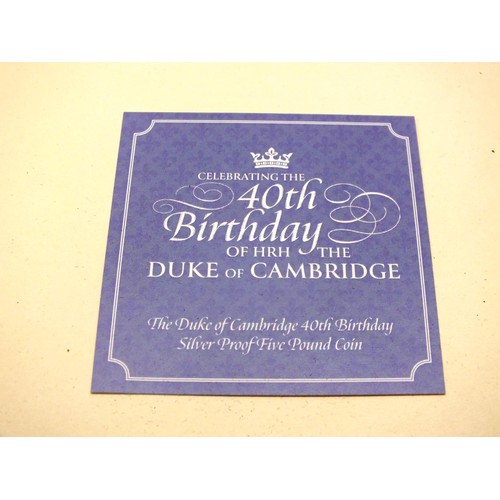 CELEBRATING THE
40th
Birthday
OF HRH THE
DUKE OF CAMBRIDGE
The Duke of Cambridge 40th Birthday
Silver Proof Five Pound Coin